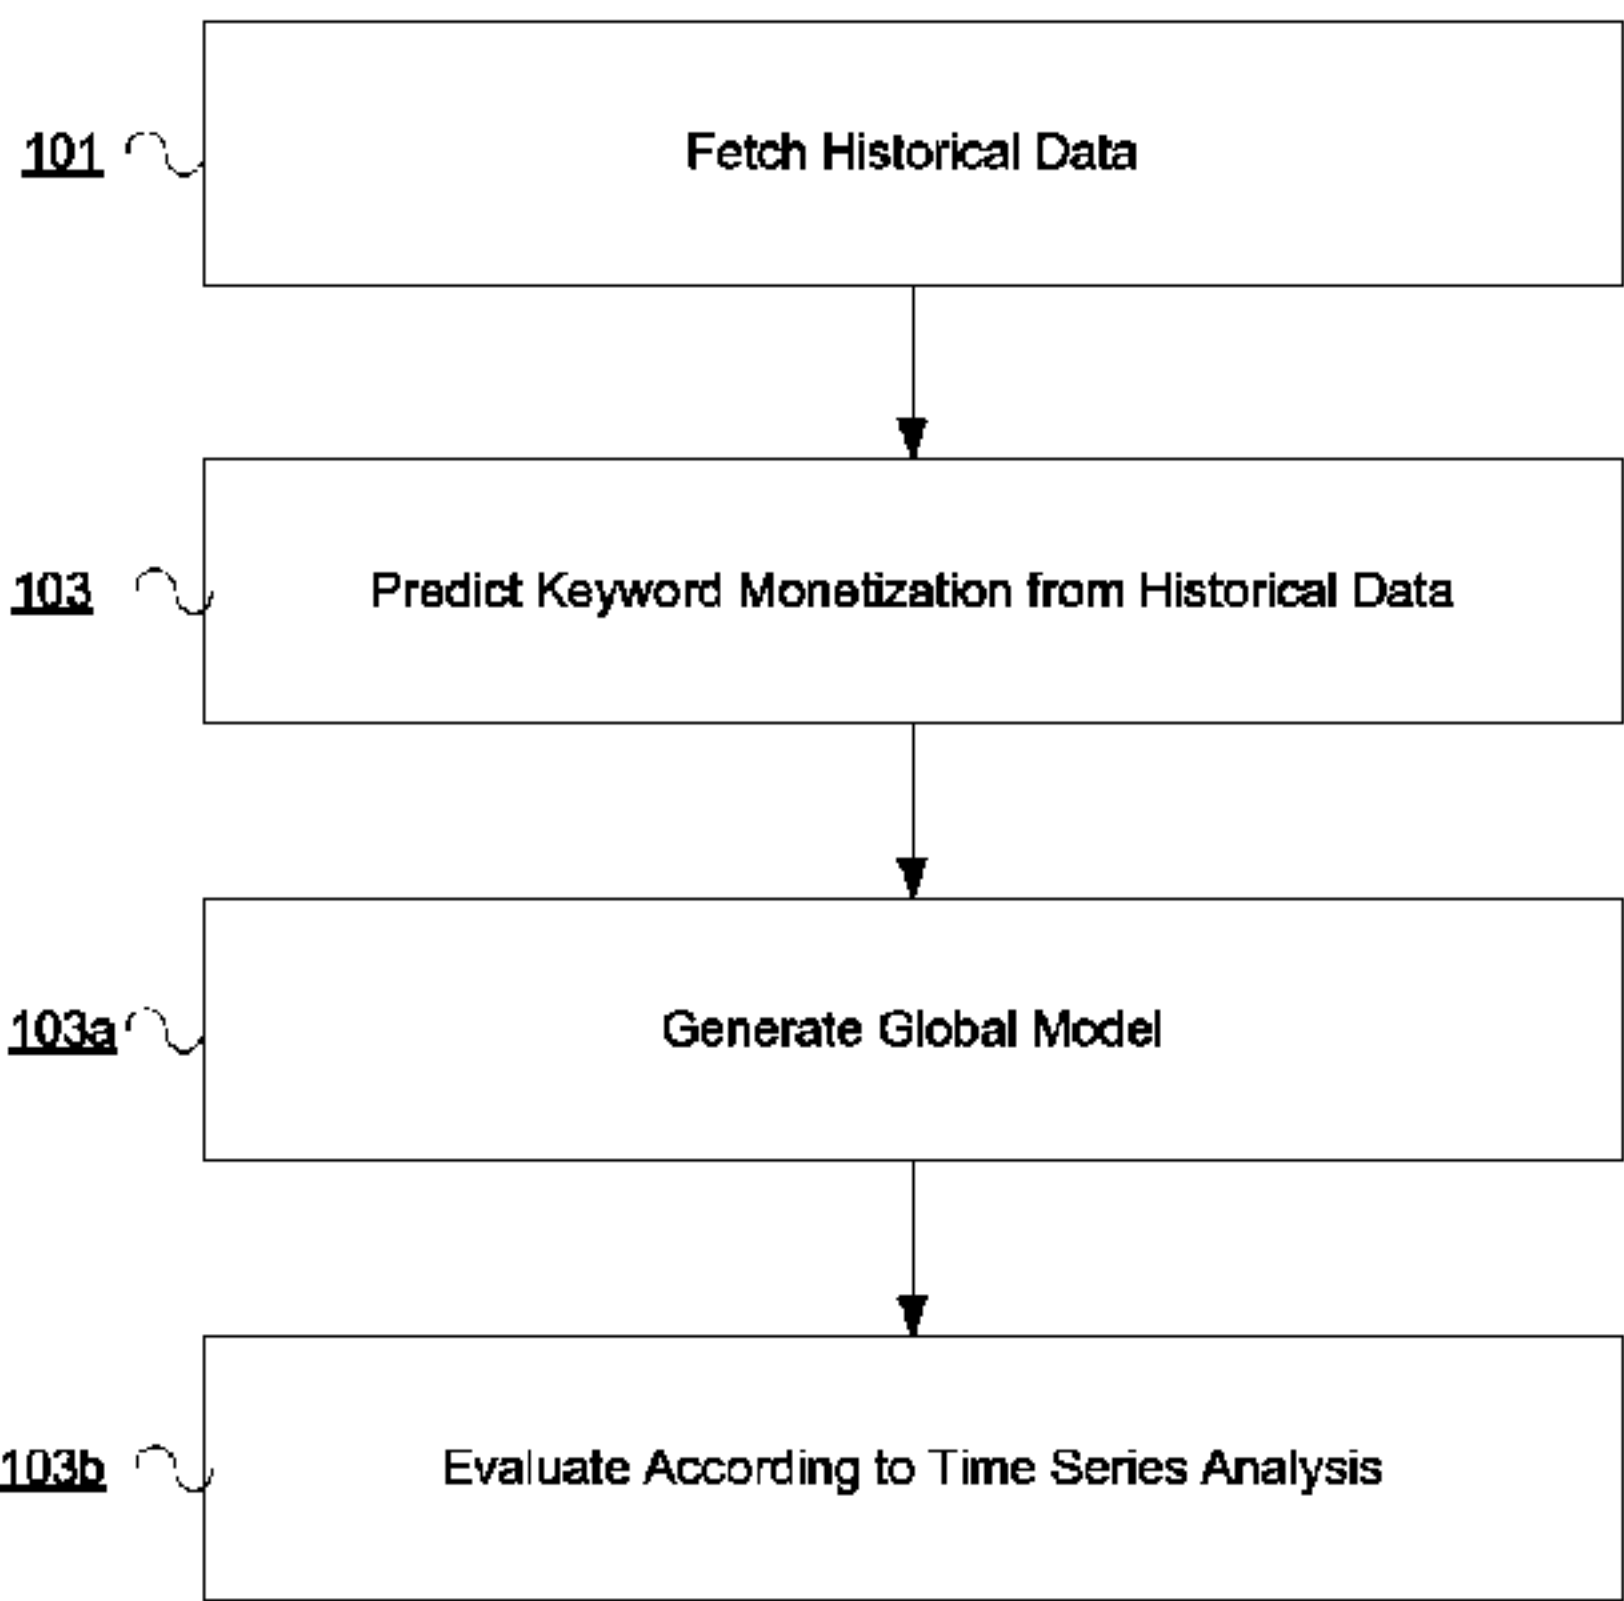 101
Fetch Historical Data
103
Predict Keyword Monetization from Historical Data
103a
Generate Global Model
103b
Evaluate According to Time Series Analysis